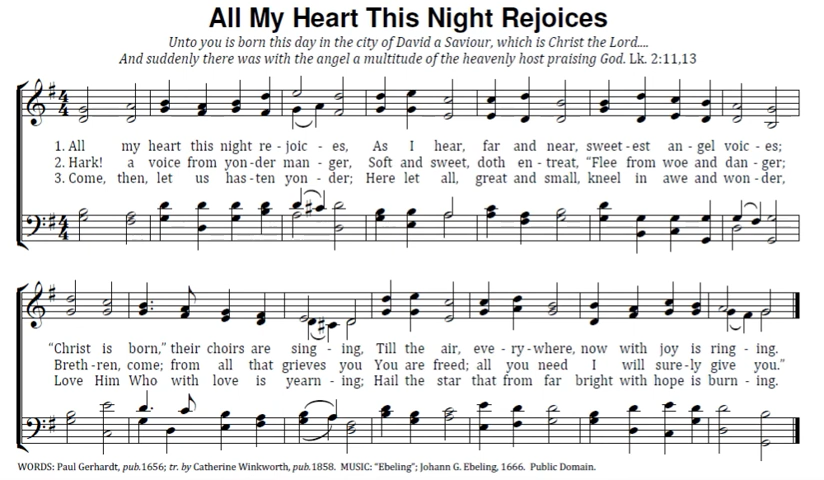 All My Heart This Night Rejoices
Unto you is born this day in the city of David a Saviour, which is Christ the Lord....
And suddenly there was with the angel a multitude of the heavenly host praising God. Lk. 2:11,13
4 4
1. All my heart this night re - joic - es, As I hear, far and near, sweet - est an - gel voic - es;
2. Hark! a voice from yon - der man - ger, Soft and sweet, doth en - treat, "Flee from woe and dan - ger;
3. Come, then, let us has - ten yon - der; Here let all, great and small, kneel in awe and won - der,
4 4
"Christ is born," their choirs are sing - ing, Till the air, eve - ry - where, now with joy is ring - ing.
Breth - ren, come; from all that grieves you You are freed; all you need I will sure - ly give you."
Love Him Who with love is yearn - ing; Hail the star that from far bright with hope is burn - ing.
WORDS: Paul Gerhardt, pub.1656; tr. by Catherine Winkworth, pub.1858. MUSIC: "Ebeling"; Johann G. Ebeling, 1666. Public Domain.